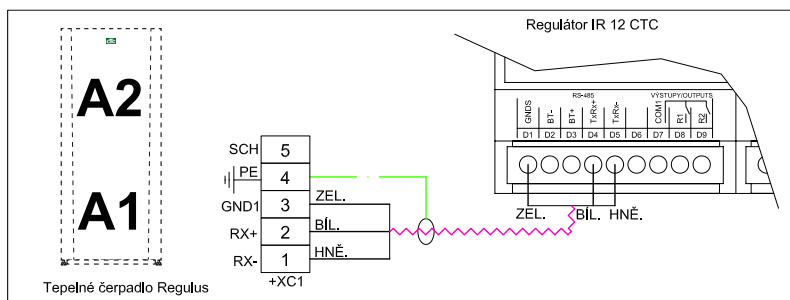 Regulátor IR 12 CTC
A2
A1
Tepelné čerpadlo Regulus
RS-485
VÝSTUPY/OUTPUTS
GNDS
BT-
BT+
TxRx+
TxRx-
COM1
R1
R2
D1 D2 D3 D4 D5 D6 D7 D8 D9
ZEL. BÍL. HNĚ.
SCH 5
PE 4
GND1 3 ZEL.
RX+ 2 BÍL.
RX- 1 HNĚ.
+XC1